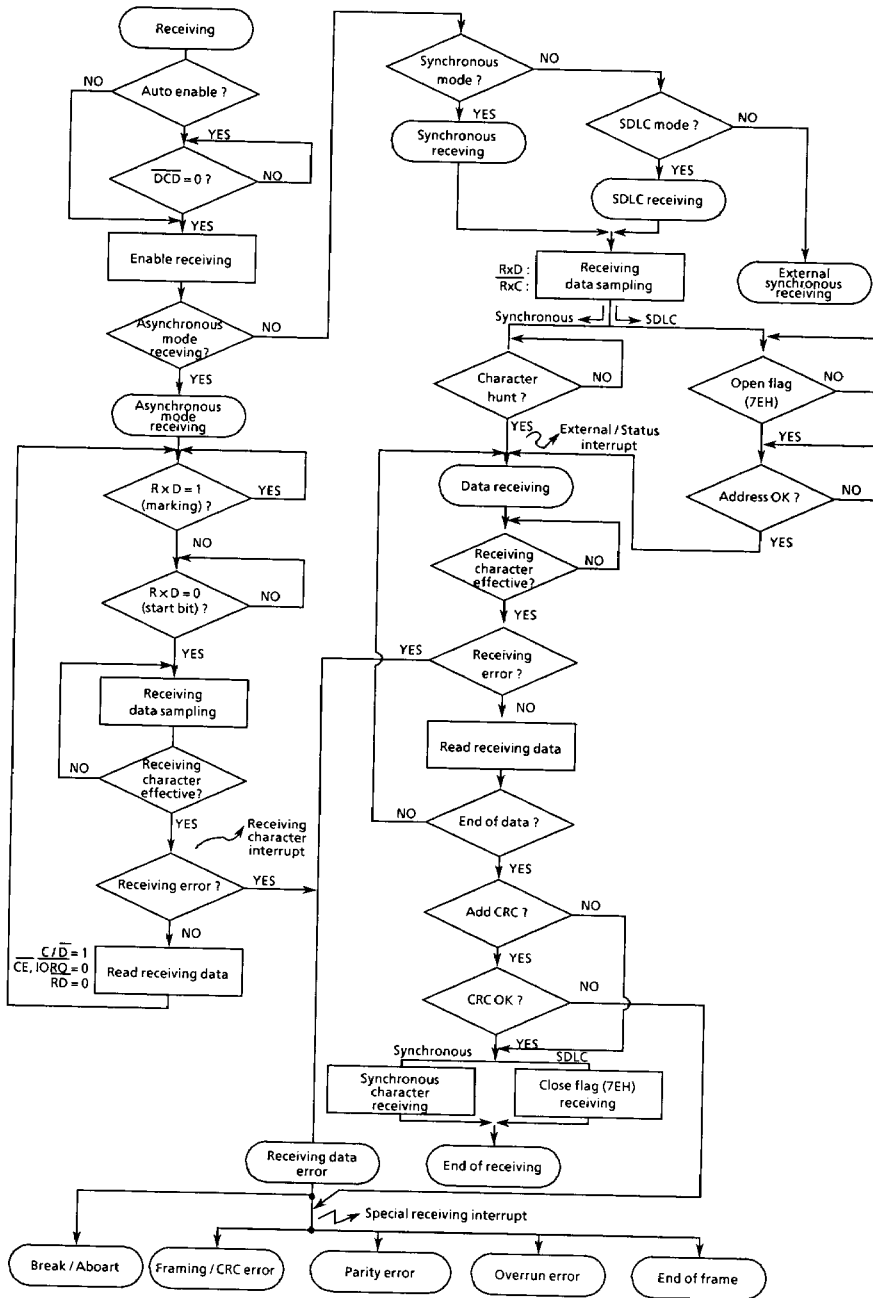 Receiving
NO
Auto enable ?
YES
DCD = 0 ?
NO
YES
Enable receiving
Asynchronous
mode
receving?
NO
YES
Asynchronous
mode
receiving
R × D = 1
(marking) ?
YES
NO
R × D = 0
(start bit) ?
NO
YES
Receiving
data sampling
Receiving
character
effective?
NO
YES
Receiving
character
interrupt
Receiving error ?
YES
NO
C / D = 1
CE, IORQ = 0
RD = 0
Read receiving data
Synchronous
mode ?
NO
YES
Synchronous
receiving
SDLC mode ?
NO
YES
SDLC receiving
RxD :
RxC :
Receiving
data sampling
External
synchronous
receiving
Synchronous
SDLC
Character
hunt ?
NO
YES
External / Status
interrupt
Open flag
(7EH)
NO
YES
Address OK ?
NO
YES
Data receiving
Receiving
character
effective?
NO
YES
Receiving
error ?
YES
NO
Read receiving data
End of data ?
NO
YES
Add CRC ?
NO
YES
CRC OK ?
NO
YES
Synchronous
SDLC
Synchronous
character
receiving
Close flag (7EH)
receiving
End of receiving
Receiving data
error
Special receiving interrupt
Break / Aboart
Framing / CRC error
Parity error
Overrun error
End of frame